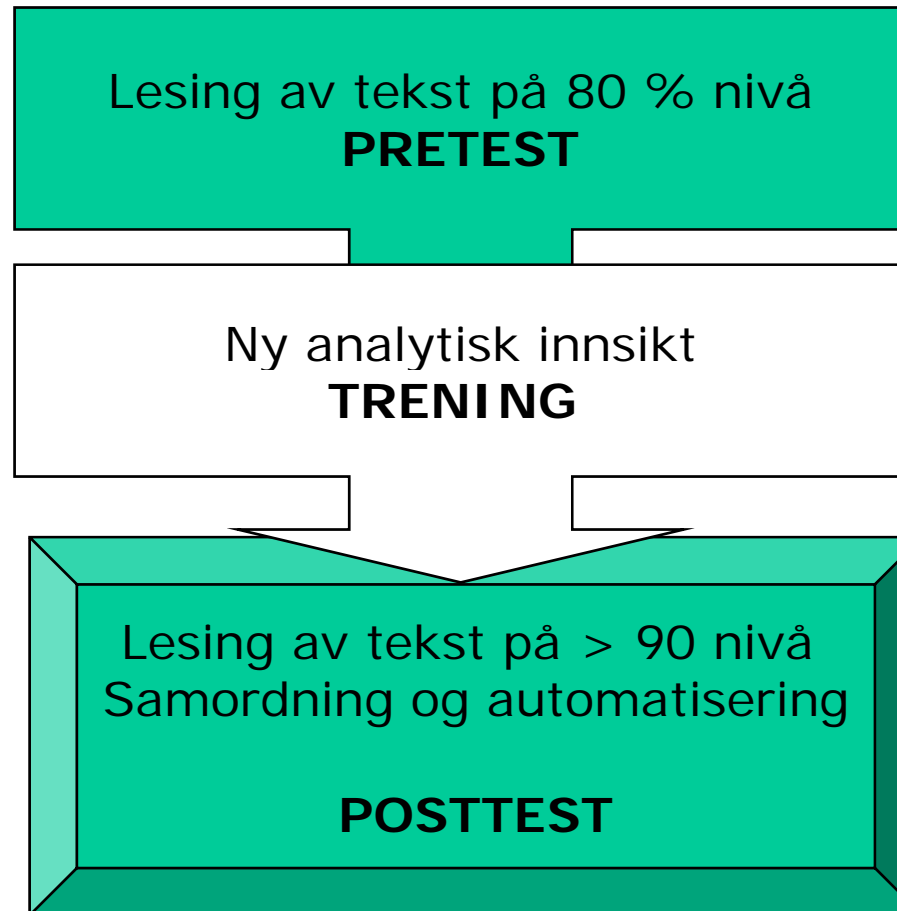 Lesing av tekst på 80 % nivå
PRETEST
Ny analytisk innsikt
TRENING
Lesing av tekst på > 90 nivå
Samordning og automatisering
POSTTEST